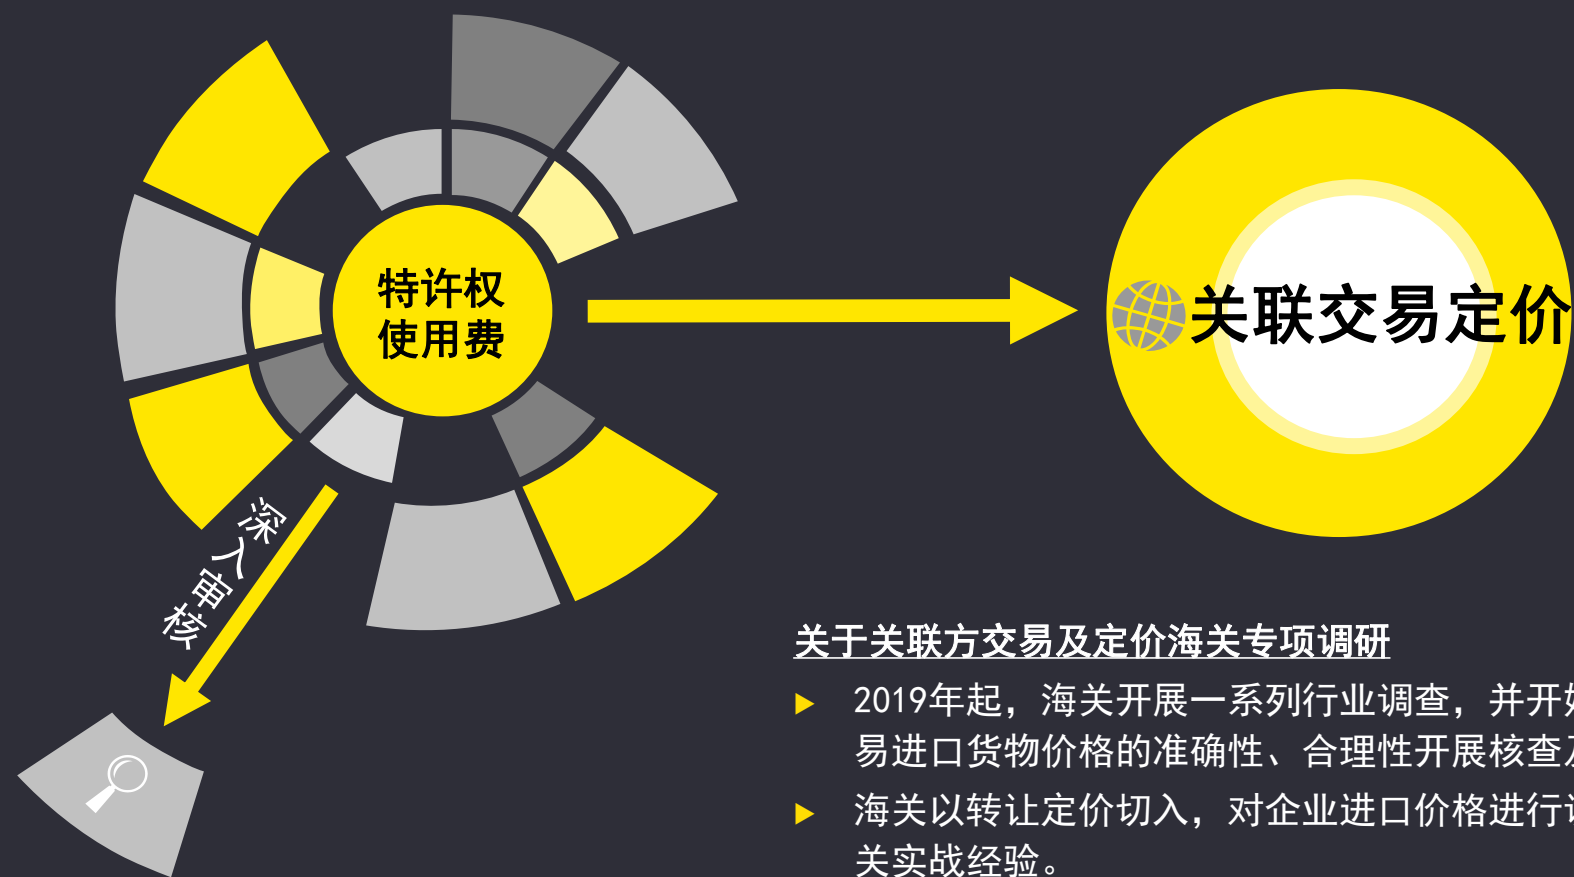 特许权
使用费
关联交易定价
深入审核
关于关联方交易及定价海关专项调研
2019年起，海关开展一系列行业调查，并开
易进口货物价格的准确性、合理性开展核查
海关以转让定价切入，对企业进口价格进行
关实战经验。